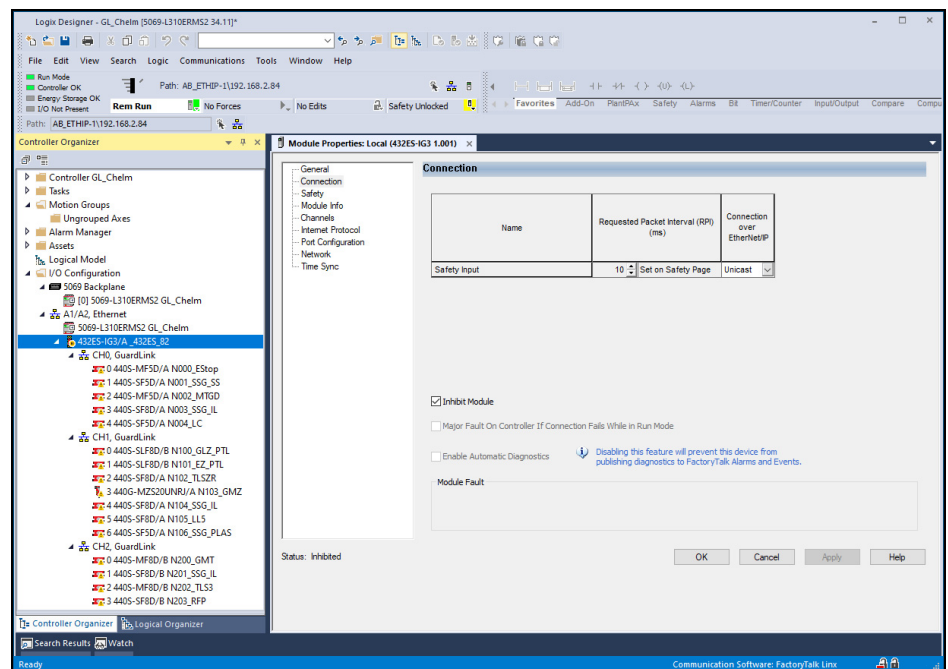 Logix Designer - GL_Chelm [5069-L310ERMS2 34.11]*
File Edit View Search Logic Communications Tools Window Help
Run Mode
Controller OK
Energy Storage OK
I/O Not Present
Path: AB_ETHIP-1\192.168.2.84
Rem Run
No Forces
No Edits
Safety Unlocked
Favorites Add-On PlantPAx Safety Alarms Bit Timer/Counter Input/Output Compare Compu
Path: AB_ETHIP-1\192.168.2.84
Controller Organizer
Controller GL_Chelm
Tasks
Motion Groups
Ungrouped Axes
Alarm Manager
Assets
Logical Model
I/O Configuration
5069 Backplane
[0] 5069-L310ERMS2 GL_Chelm
A1/A2, Ethernet
5069-L310ERMS2 GL_Chelm
432ES-IG3/A _432ES_82
CH0, GuardLink
0 440S-MF5D/A N000_EStop
1 440S-SF5D/A N001_SSG_SS
2 440S-MF5D/A N002_MTGD
3 440S-SF8D/A N003_SSG_IL
4 440S-SF5D/A N004_LC
CH1, GuardLink
0 440S-SLF8D/B N100_GLZ_PTL
1 440S-SLF8D/B N101_EZ_PTL
2 440S-SF8D/A N102_TLSZR
3 440G-MZS20UNRJ/A N103_GMZ
4 440S-SF8D/A N104_SSG_IL
5 440S-SF8D/B N105_LL5
6 440S-SF5D/A N106_SSG_PLAS
CH2, GuardLink
0 440S-MF8D/B N200_GMT
1 440S-SF8D/B N201_SSG_IL
2 440S-MF8D/B N202_TLS3
3 440S-SF8D/B N203_RFP
Controller Organizer
Logical Organizer
Module Properties: Local (432ES-IG3 1.001)
General
Connection
Safety
Module Info
Channels
Internet Protocol
Port Configuration
Network
Time Sync
Connection
Name
Requested Packet Interval (RPI)
(ms)
Connection
over
EtherNet/IP
Safety Input 10 Set on Safety Page Unicast
Inhibit Module
Major Fault On Controller If Connection Fails While in Run Mode
Enable Automatic Diagnostics
Disabling this feature will prevent this device from
publishing diagnostics to FactoryTalk Alarms and Events.
Module Fault
Status: Inhibited
OK Cancel Apply Help
Search Results Watch
Ready
Communication Software: FactoryTalk Linx